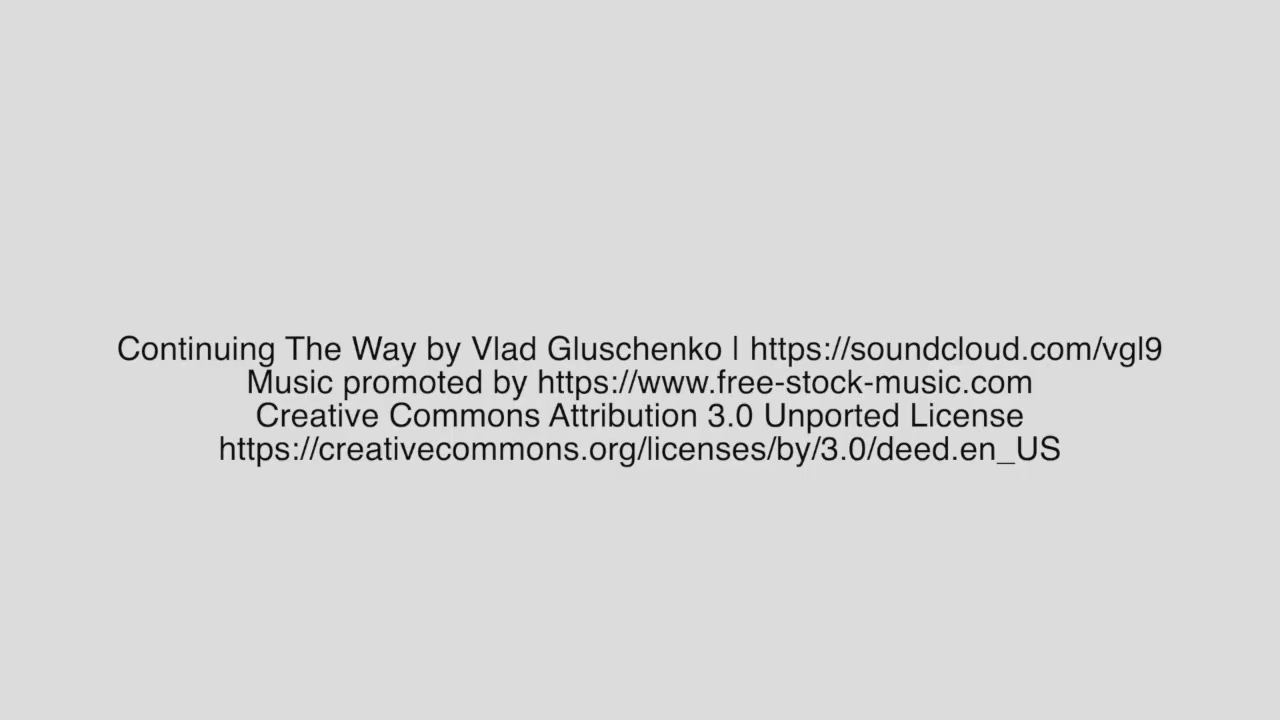 Continuing The Way by Vlad Gluschenko | https://soundcloud.com/vgl9
Music promoted by https://www.free-stock-music.com
Creative Commons Attribution 3.0 Unported License
https://creativecommons.org/licenses/by/3.0/deed.en_US